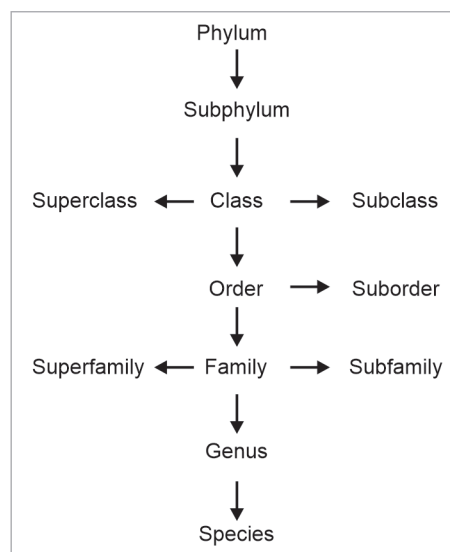 Phylum
Subphylum
Superclass Class Subclass
Order Suborder
Superfamily Family Subfamily
Genus
Species